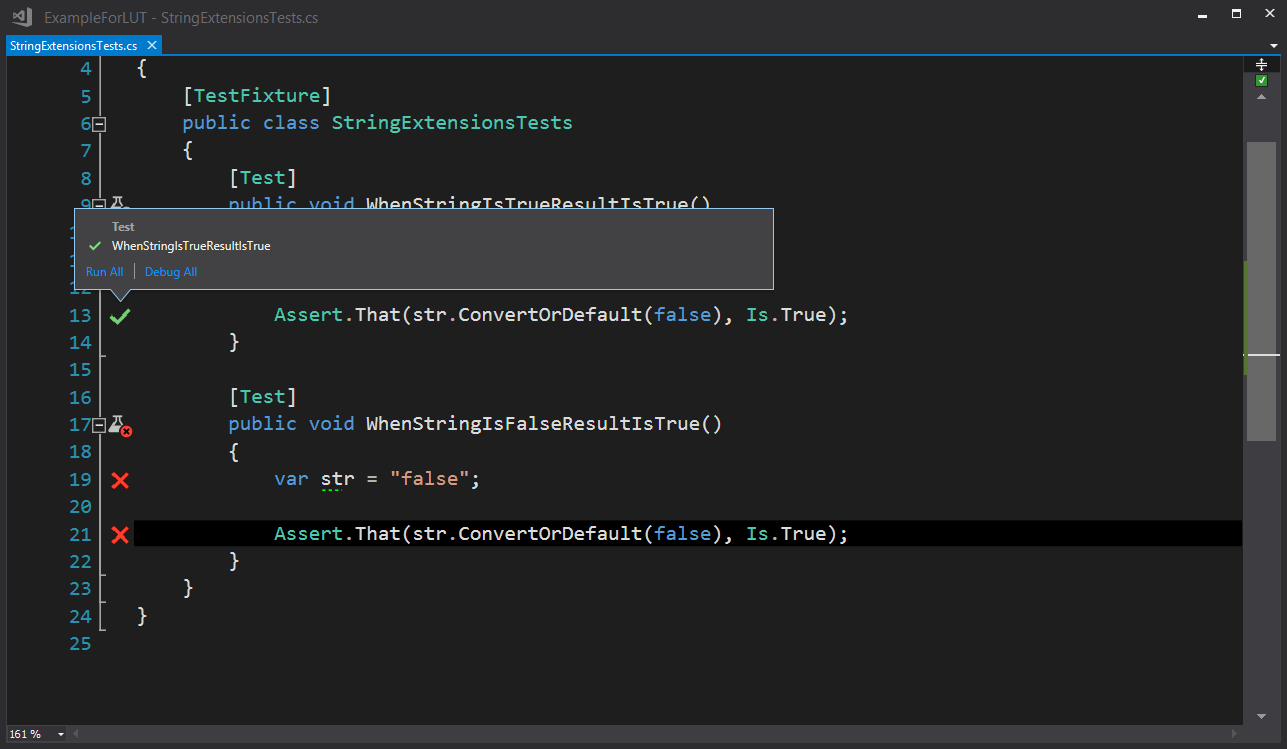 ExampleForLUT - StringExtensionsTests.cs
StringExtensionsTests.cs
4 {
5 [TestFixture]
6 public class StringExtensionsTests
7 {
8 [Test]
9 public void WhenStringIsTrueResultIsTrue()
Test
WhenStringIsTrueResultIsTrue
Run All | Debug All
12
13 Assert.That(str.ConvertOrDefault(false), Is.True);
14 }
15
16 [Test]
17 public void WhenStringIsFalseResultIsTrue()
18 {
19 var str = "false";
20
21 Assert.That(str.ConvertOrDefault(false), Is.True);
22 }
23 }
24 }
25
161 %